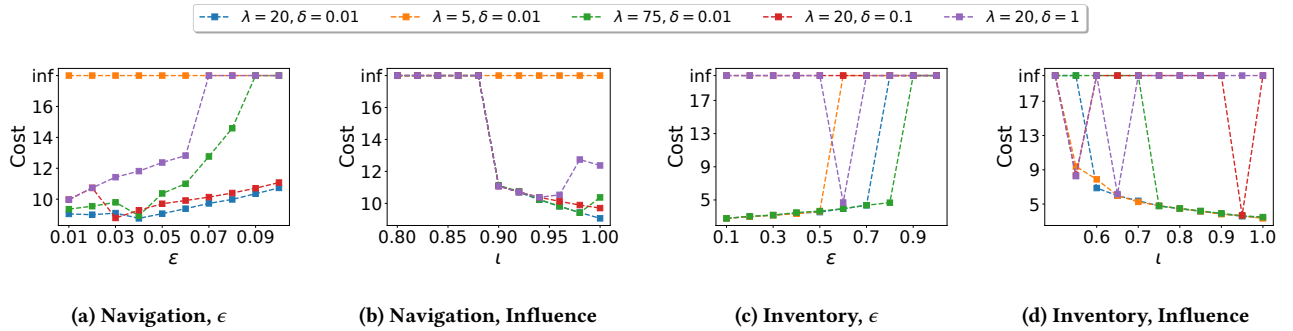 λ = 20, δ = 0.01 λ = 5, δ = 0.01 λ = 75, δ = 0.01 λ = 20, δ = 0.1 λ = 20, δ = 1
Cost
inf
16
14
12
10
0.01 0.03 0.05 0.07 0.09
ε
(a) Navigation, ϵ
Cost
inf
16
14
12
10
0.80 0.85 0.90 0.95 1.00
ι
(b) Navigation, Influence
Cost
inf
17
13
9
5
0.1 0.3 0.5 0.7 0.9
ε
(c) Inventory, ϵ
Cost
inf
17
13
9
5
0.6 0.7 0.8 0.9 1.0
ι
(d) Inventory, Influence